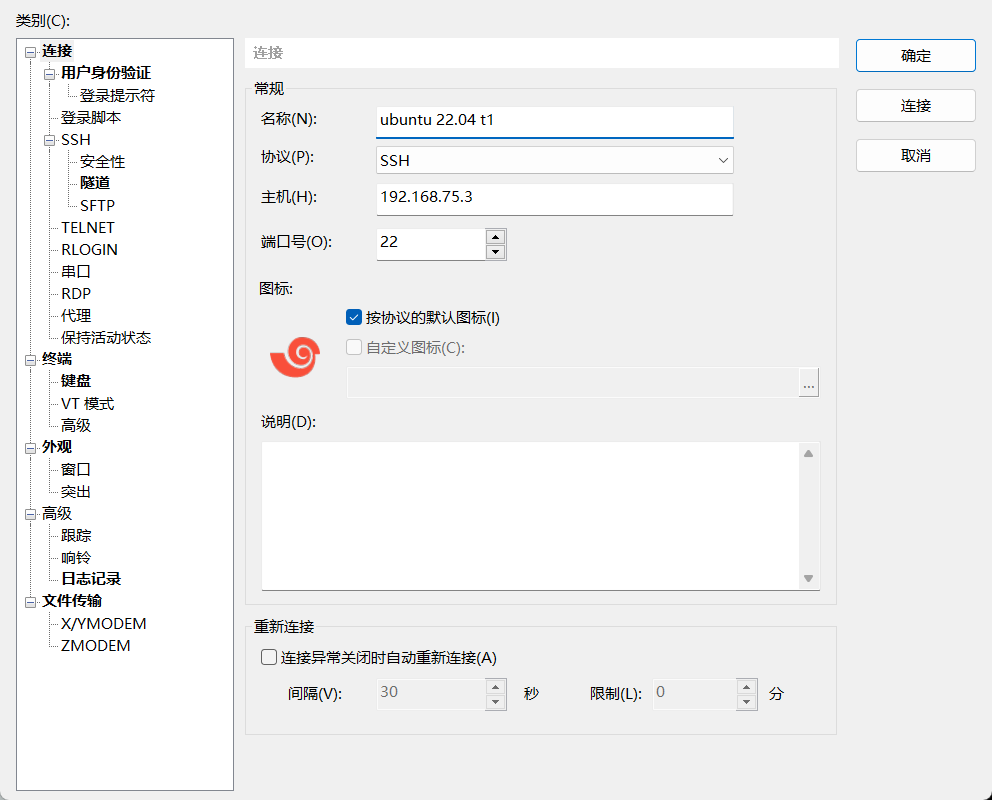 类别(C):
连接
用户身份验证
登录提示符
登录脚本
SSH
安全性
隧道
SFTP
TELNET
RLOGIN
串口
RDP
代理
保持活动状态
终端
键盘
VT 模式
高级
外观
窗口
突出
高级
跟踪
响铃
日志记录
文件传输
X/YMODEM
ZMODEM
连接
常规
名称(N): ubuntu 22.04 t1
协议(P): SSH
主机(H): 192.168.75.3
端口号(O): 22
图标:
按协议的默认图标(I)
自定义图标(C):
...
说明(D):
重新连接
连接异常关闭时自动重新连接(A)
间隔(V): 30 秒 限制(L): 0 分
确定
连接
取消